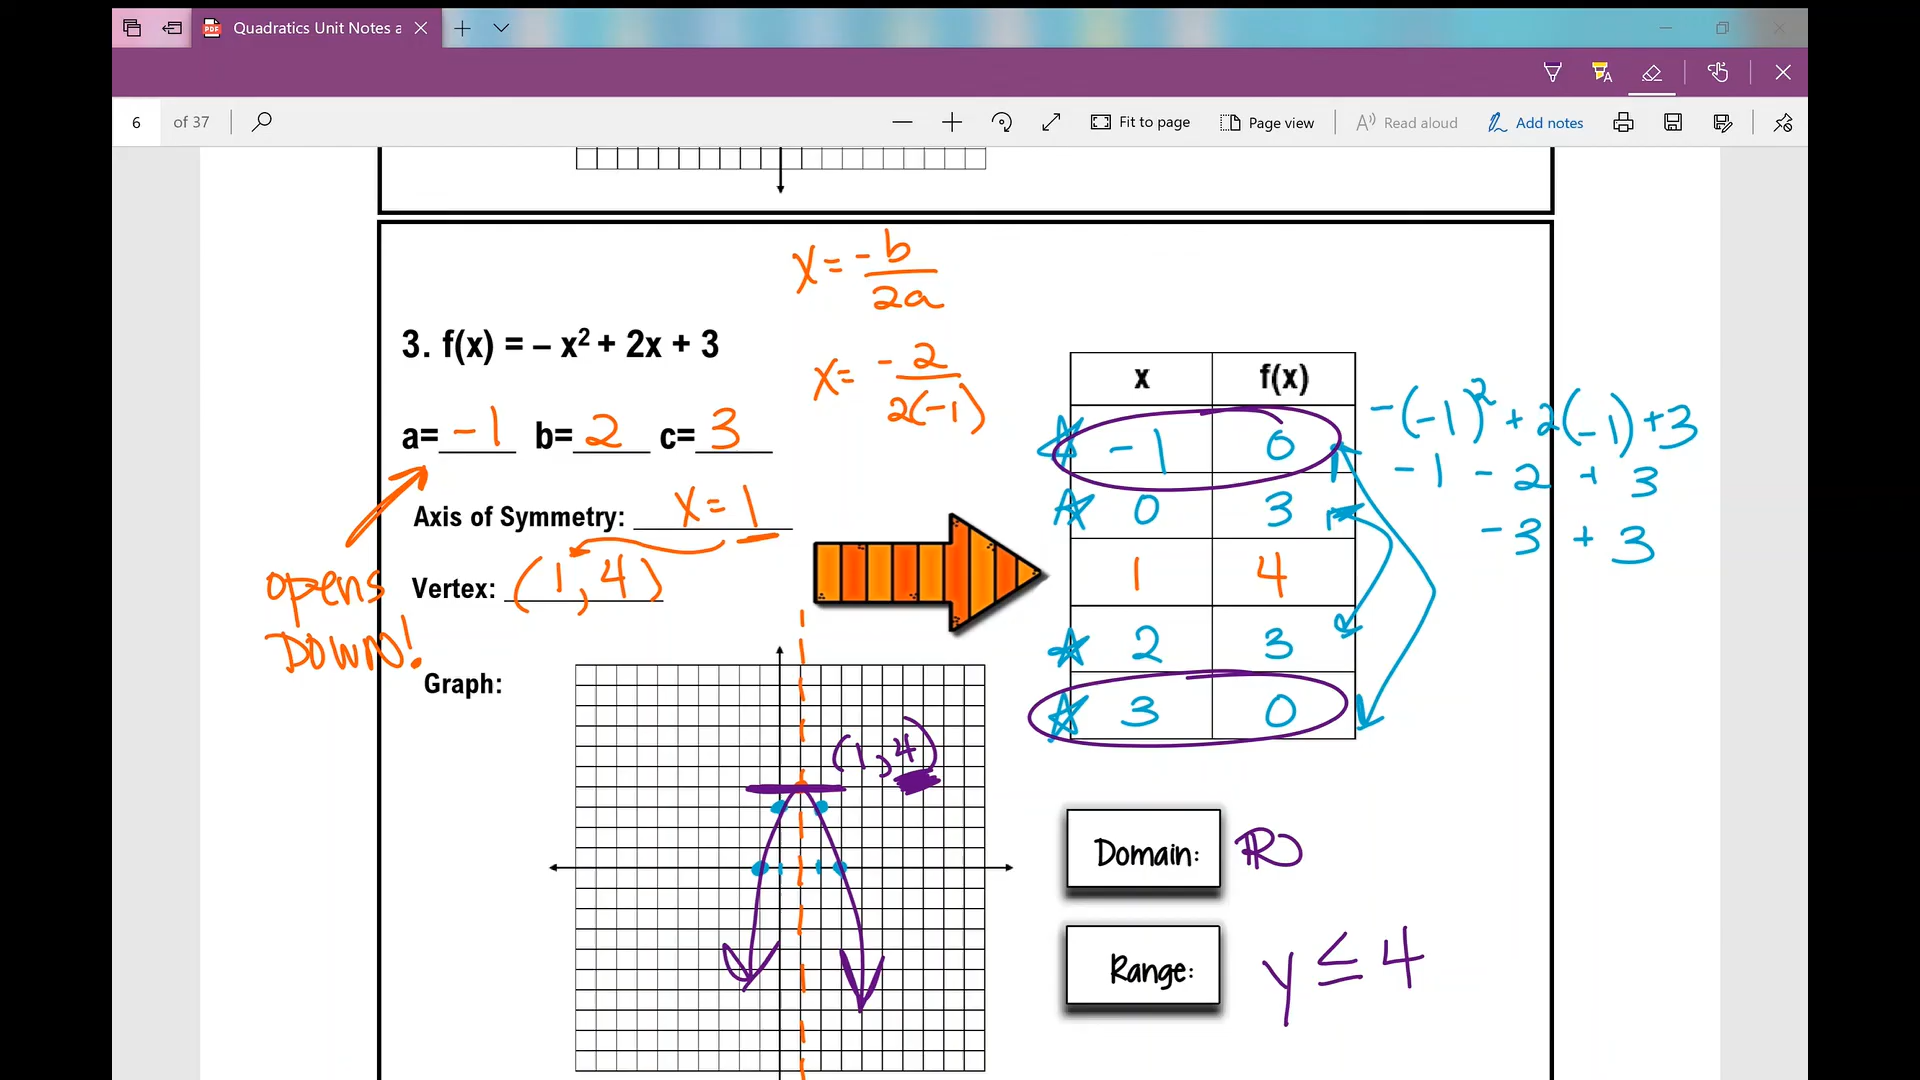 Quadratics Unit Notes a
6 of 37
Fit to page
Page view
Read aloud
Add notes
x = -b/2a
3. f(x) = – x² + 2x + 3
x = -2/2(-1)
a= -1 b= 2 c= 3
Axis of Symmetry: x = 1
Vertex: (1, 4)
opens
DOWN!
Graph:
(1, 4)
x f(x)
-1 0
0 3
1 4
2 3
3 0
-(-1)² + 2(-1) + 3
-1 - 2 + 3
-3 + 3
Domain: ℝ
Range: y ≤ 4